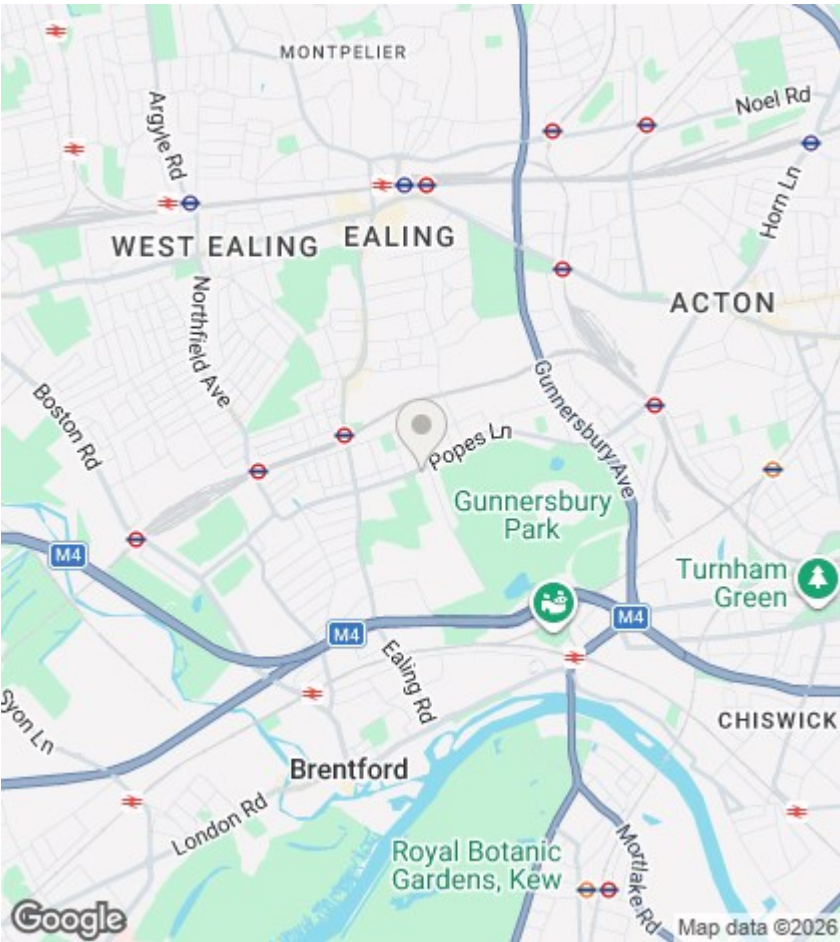 MONTPELIER
Argyle Rd
Noel Rd
Horn Ln
WEST EALING
EALING
ACTON
Northfield Ave
Gunnersbury Ave
Boston Rd
Popes Ln
Gunnersbury
Park
M4
Turnham
Green
M4
M4
Ealing Rd
Syon Ln
CHISWICK
Brentford
London Rd
Royal Botanic
Gardens, Kew
Mortlake Rd
Google
Map data ©2026